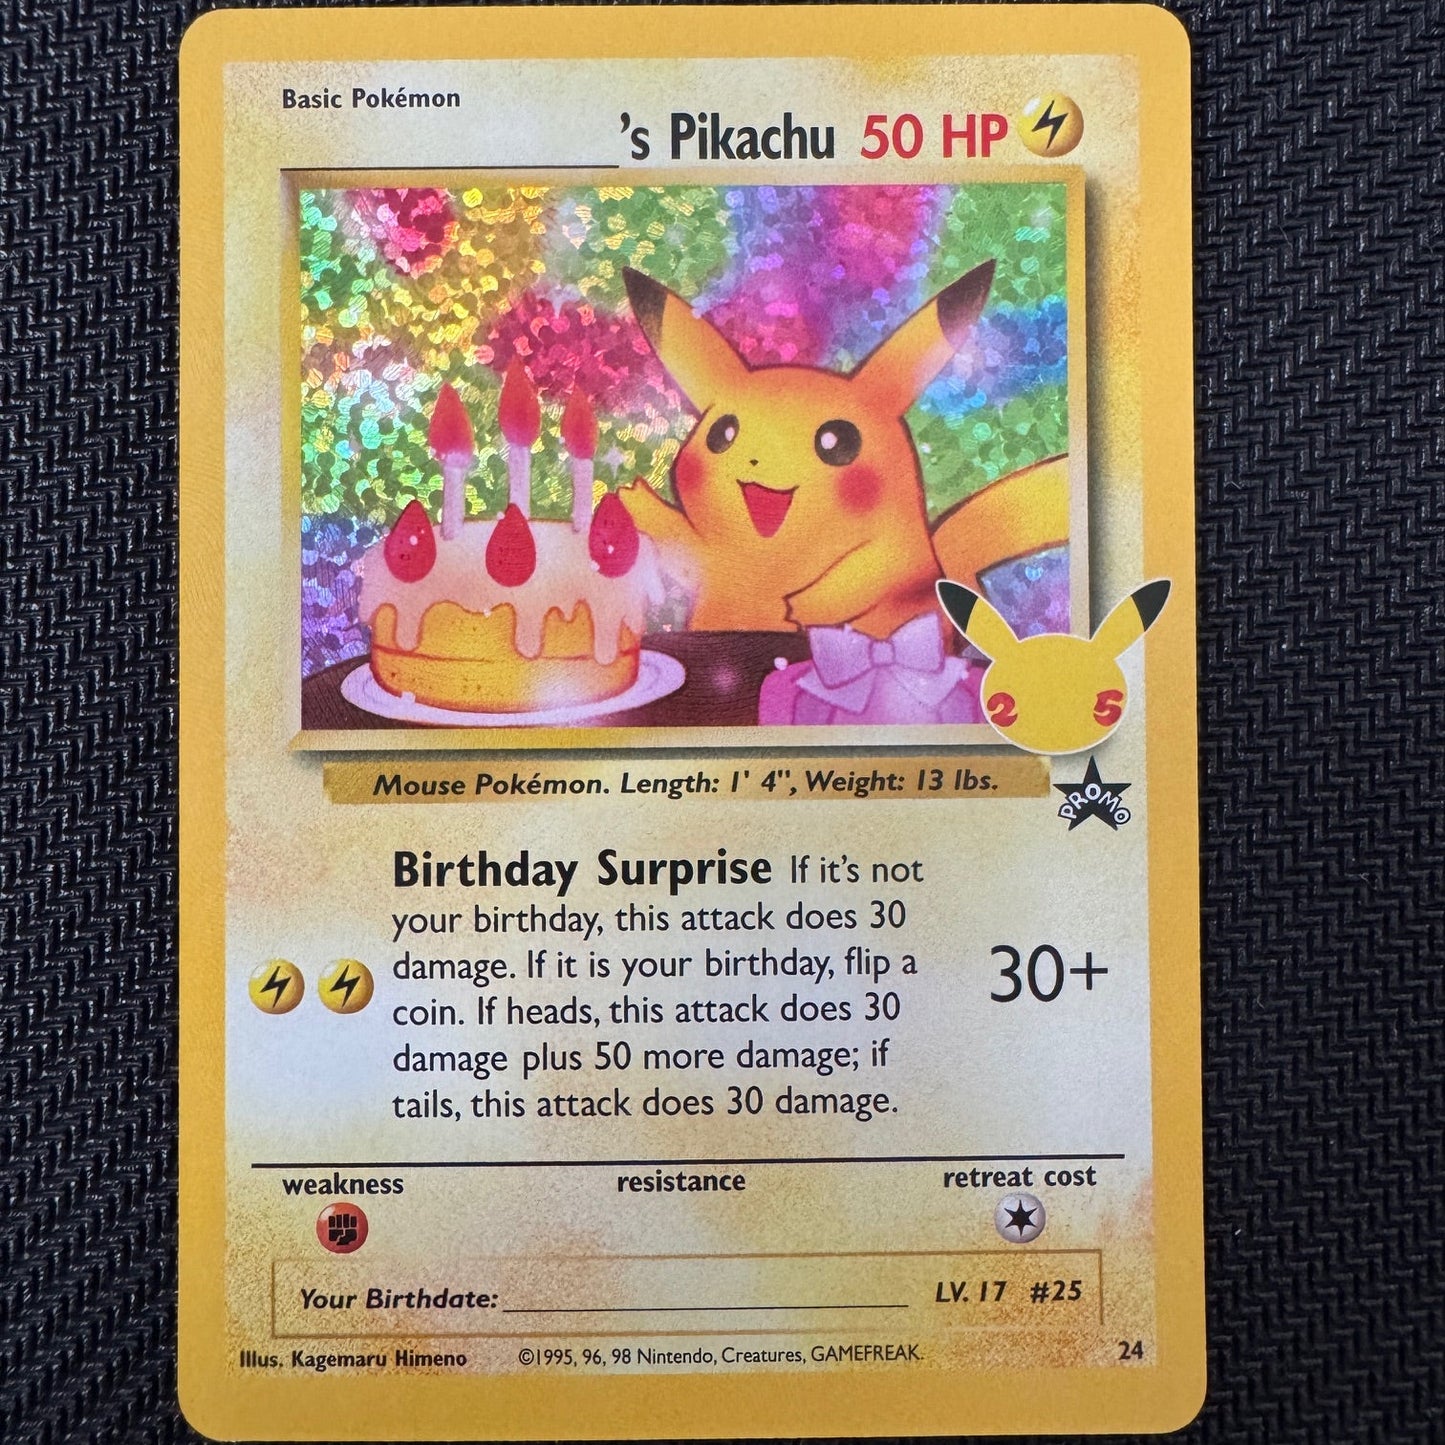 Basic Pokémon
's Pikachu 50 HP
2 5
Mouse Pokémon. Length: 1' 4", Weight: 13 lbs.
PROMO
Birthday Surprise If it's not
your birthday, this attack does 30
damage. If it is your birthday, flip a
coin. If heads, this attack does 30
damage plus 50 more damage; if
tails, this attack does 30 damage.
30+
weakness resistance retreat cost
Your Birthdate: LV. 17 #25
Illus. Kagemaru Himeno ©1995, 96, 98 Nintendo, Creatures, GAMEFREAK. 24